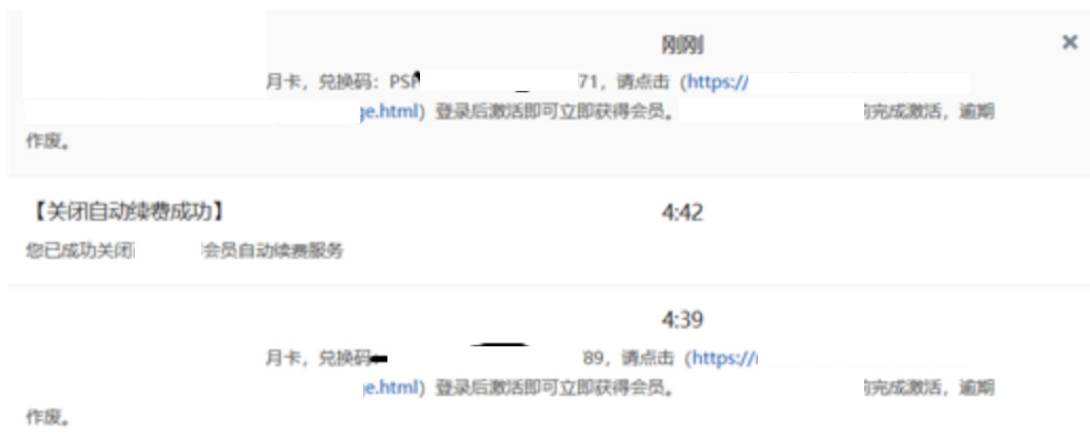 刚刚 ×
月卡，兑换码：PSI 71，请点击（https://
ge.html）登录后激活即可立即获得会员。 前完成激活，逾期
作废。
【关闭自动续费成功】 4:42
您已成功关闭 会员自动续费服务
4:39
月卡，兑换码: 89，请点击（https://
e.html）登录后激活即可立即获得会员。 前完成激活，逾期
作废。